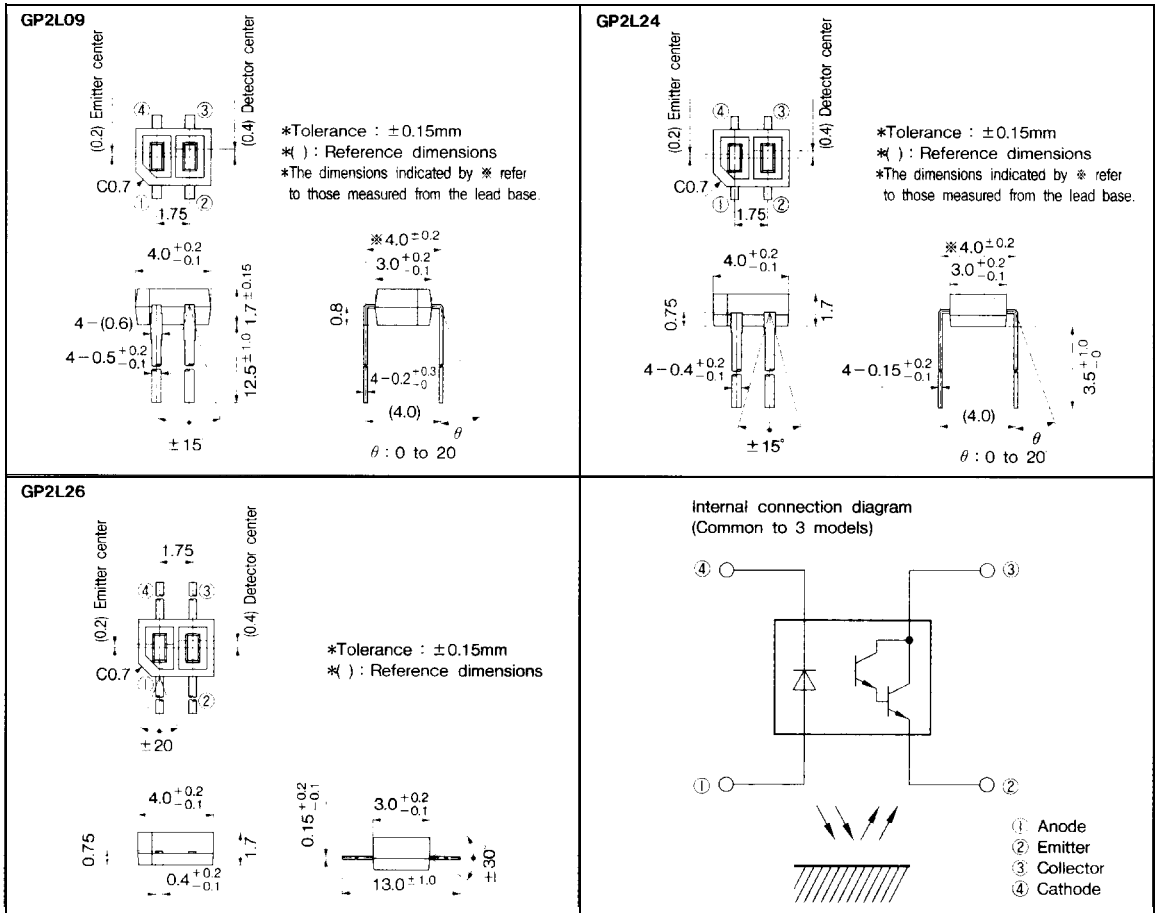 GP2L09
(0.2) Emitter center
(0.4) Detector center
④ ③
C0.7
① ②
1.75
*Tolerance : ±0.15mm
*( ) : Reference dimensions
*The dimensions indicated by ※ refer
to those measured from the lead base.
4.0 +0.2 −0.1
1.7 ±0.15
4−(0.6)
4−0.5 +0.2 −0.1
12.5 ±1.0
±15
※4.0 ±0.2
3.0 +0.2 −0.1
0.8
4−0.2 +0.3 −0
(4.0)
θ
θ : 0 to 20
GP2L24
(0.2) Emitter center
(0.4) Detector center
④ ③
C0.7
① ②
1.75
*Tolerance : ±0.15mm
*( ) : Reference dimensions
*The dimensions indicated by ※ refer
to those measured from the lead base.
4.0 +0.2 −0.1
0.75
1.7
4−0.4 +0.2 −0.1
±15°
※4.0 ±0.2
3.0 +0.2 −0.1
4−0.15 +0.2 −0.1
3.5 +1.0 −0
(4.0)
θ
θ : 0 to 20
GP2L26
(0.2) Emitter center
(0.4) Detector center
1.75
④ ③
C0.7
① ②
±20
*Tolerance : ±0.15mm
*( ) : Reference dimensions
4.0 +0.2 −0.1
0.75
1.7
0.4 +0.2 −0.1
0.15 +0.2 −0.1
3.0 +0.2 −0.1
±30°
13.0 ±1.0
Internal connection diagram
(Common to 3 models)
④ ③
① ②
① Anode
② Emitter
③ Collector
④ Cathode